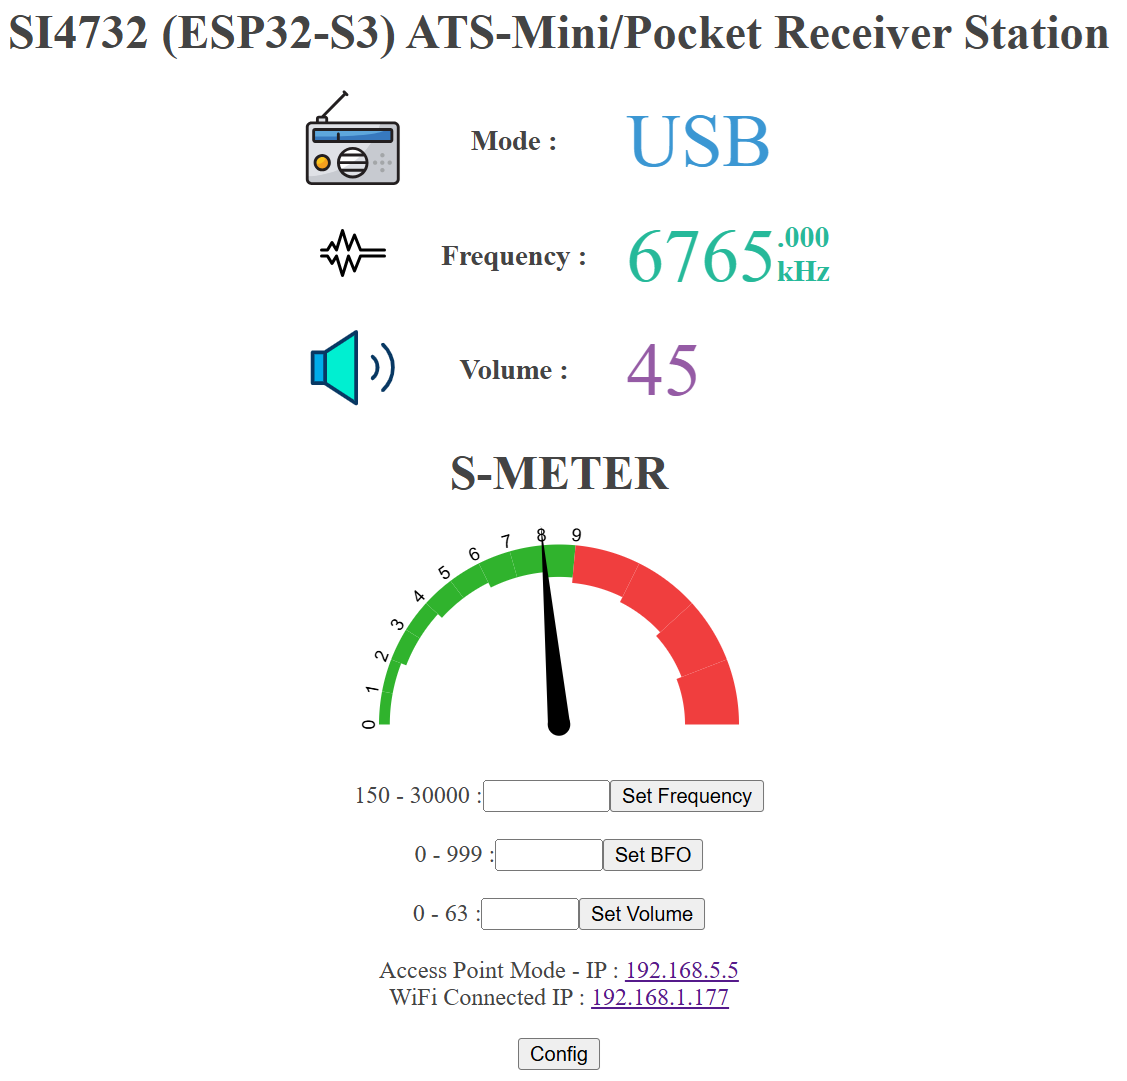 SI4732 (ESP32-S3) ATS-Mini/Pocket Receiver Station
Mode : USB
Frequency : 6765.000 kHz
Volume : 45
S-METER
0 1 2 3 4 5 6 7 8 9
150 - 30000 : Set Frequency
0 - 999 : Set BFO
0 - 63 : Set Volume
Access Point Mode - IP : 192.168.5.5
WiFi Connected IP : 192.168.1.177
Config